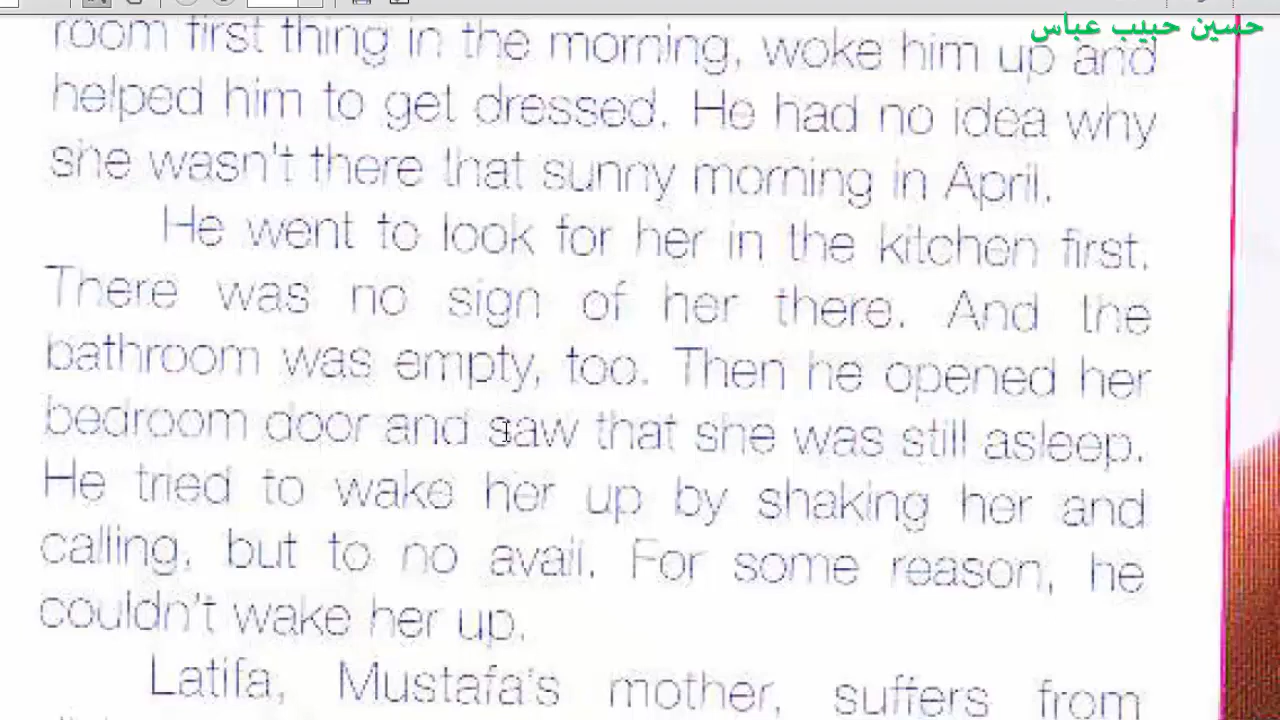 حسين حبيب عباس
room first thing in the morning, woke him up and
helped him to get dressed. He had no idea why
she wasn't there that sunny morning in April.
He went to look for her in the kitchen first.
There was no sign of her there. And the
bathroom was empty, too. Then he opened her
bedroom door and saw that she was still asleep.
He tried to wake her up by shaking her and
calling, but to no avail. For some reason, he
couldn't wake her up.
Latifa, Mustafa's mother, suffers from